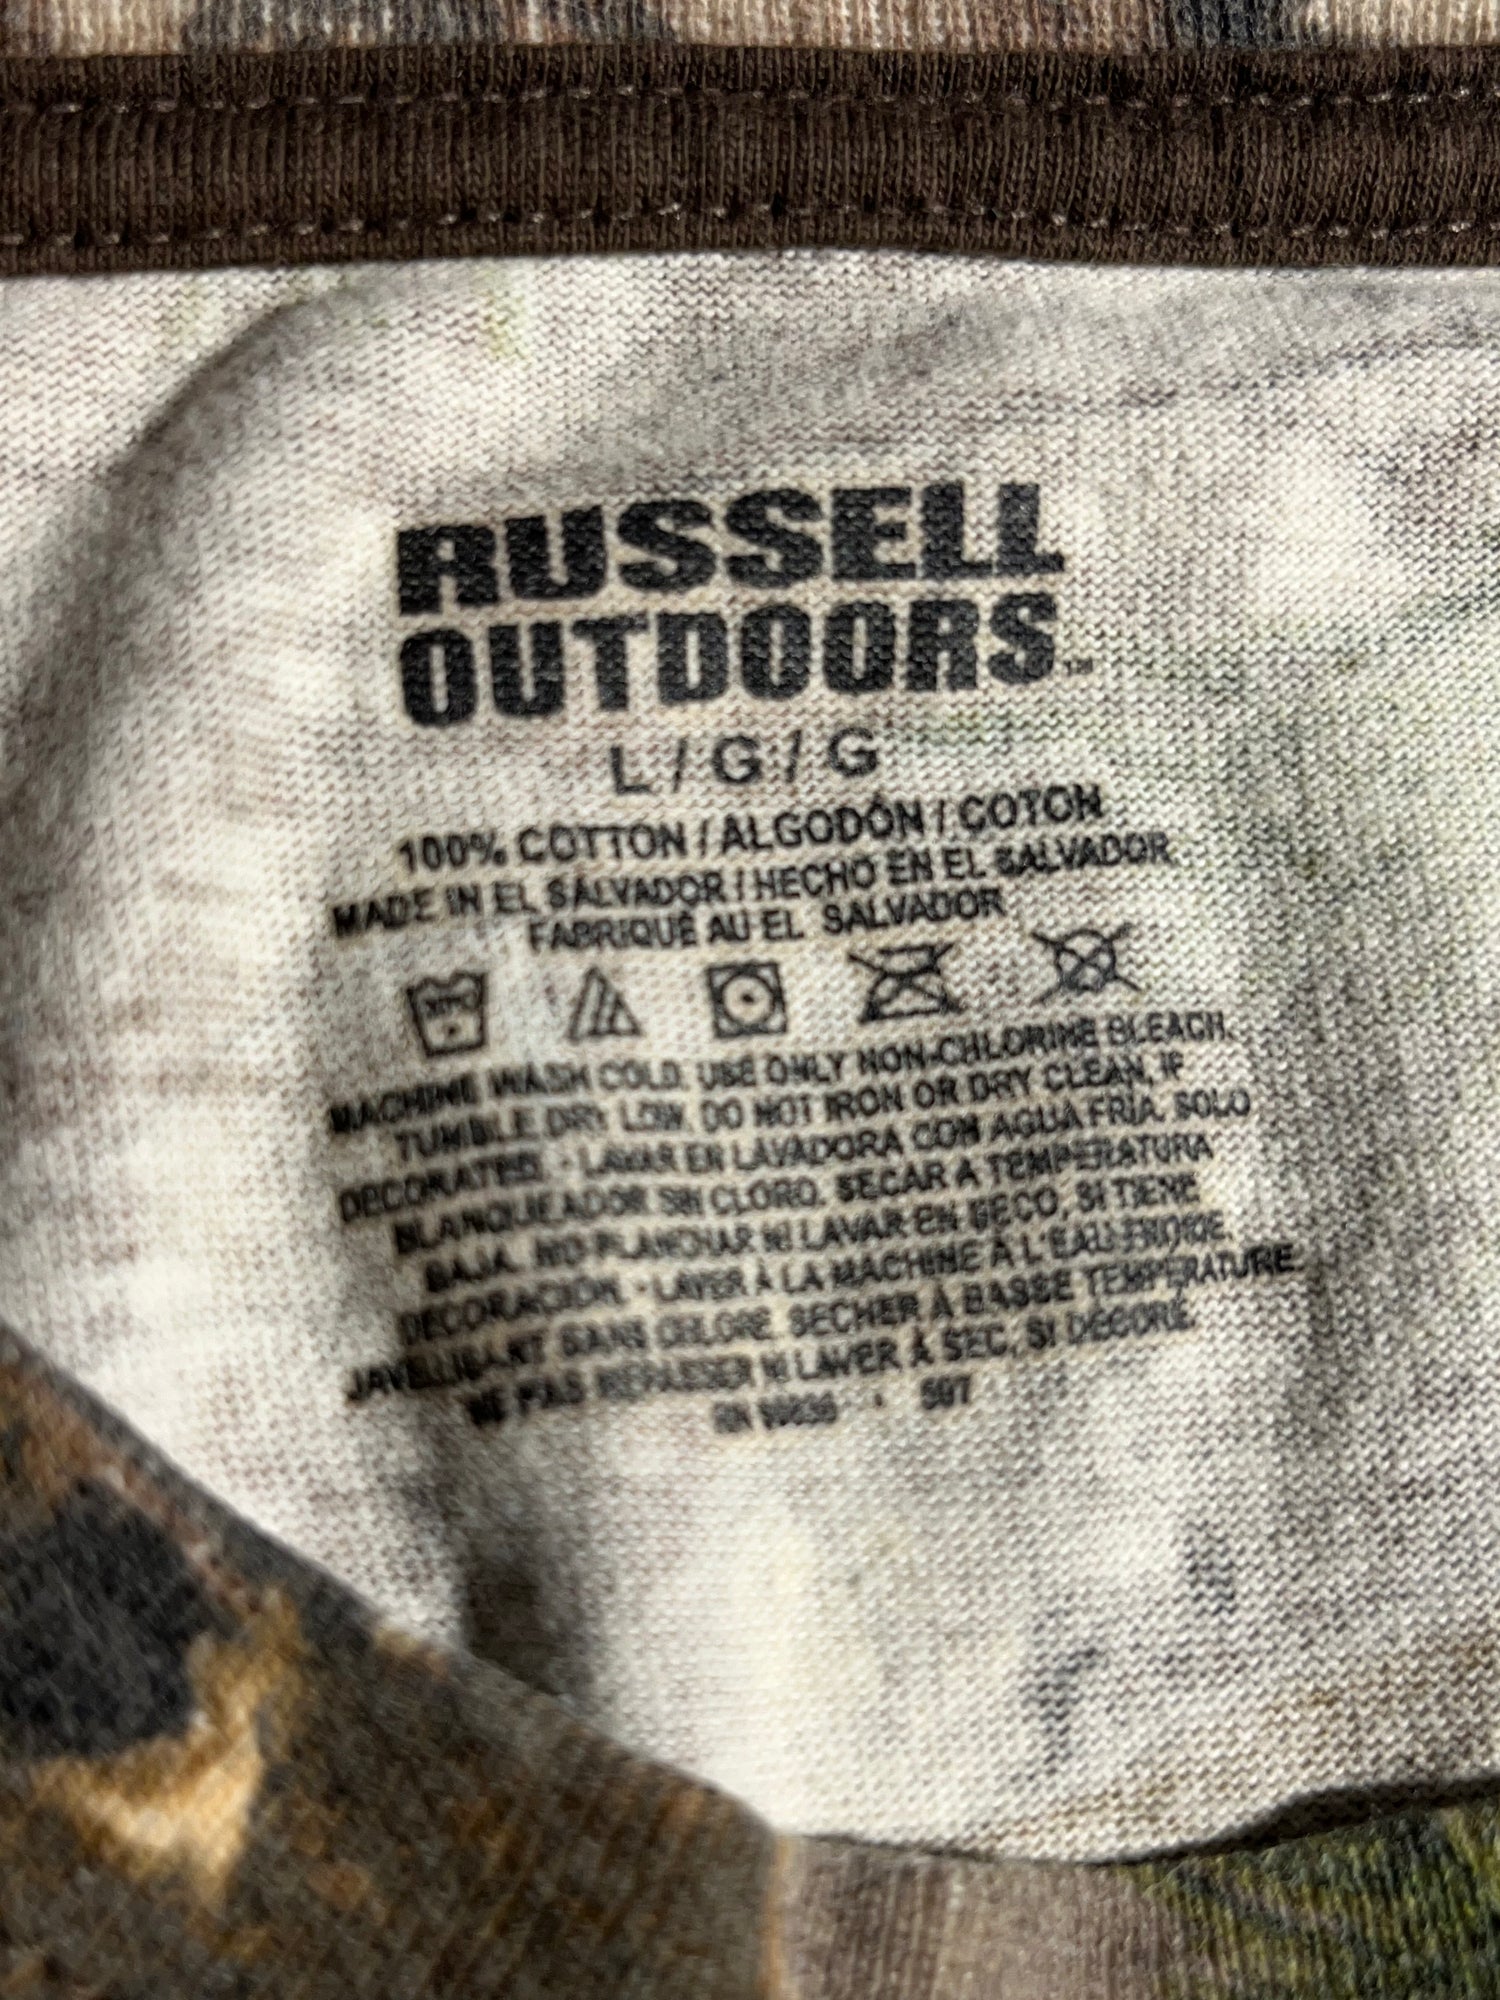 RUSSELL
OUTDOORS™
L / G / G
100% COTTON / ALGODÓN / COTON
MADE IN EL SALVADOR / HECHO EN EL SALVADOR
FABRIQUÉ AU EL SALVADOR
MACHINE WASH COLD. USE ONLY NON-CHLORINE BLEACH.
TUMBLE DRY LOW. DO NOT IRON OR DRY CLEAN, IF
DECORATED. - LAVAR EN LAVADORA CON AGUA FRÍA. SOLO
BLANQUEADOR SIN CLORO. SECAR A TEMPERATURA
BAJA. NO PLANCHAR NI LAVAR EN SECO, SI TIENE
DECORACIÓN. - LAVER À LA MACHINE À L'EAU FROIDE.
JAVELLISANT SANS CHLORE. SECHER À BASSE TEMPÉRATURE.
NE PAS REPASSER NI LAVER À SEC, SI DÉCORÉ.